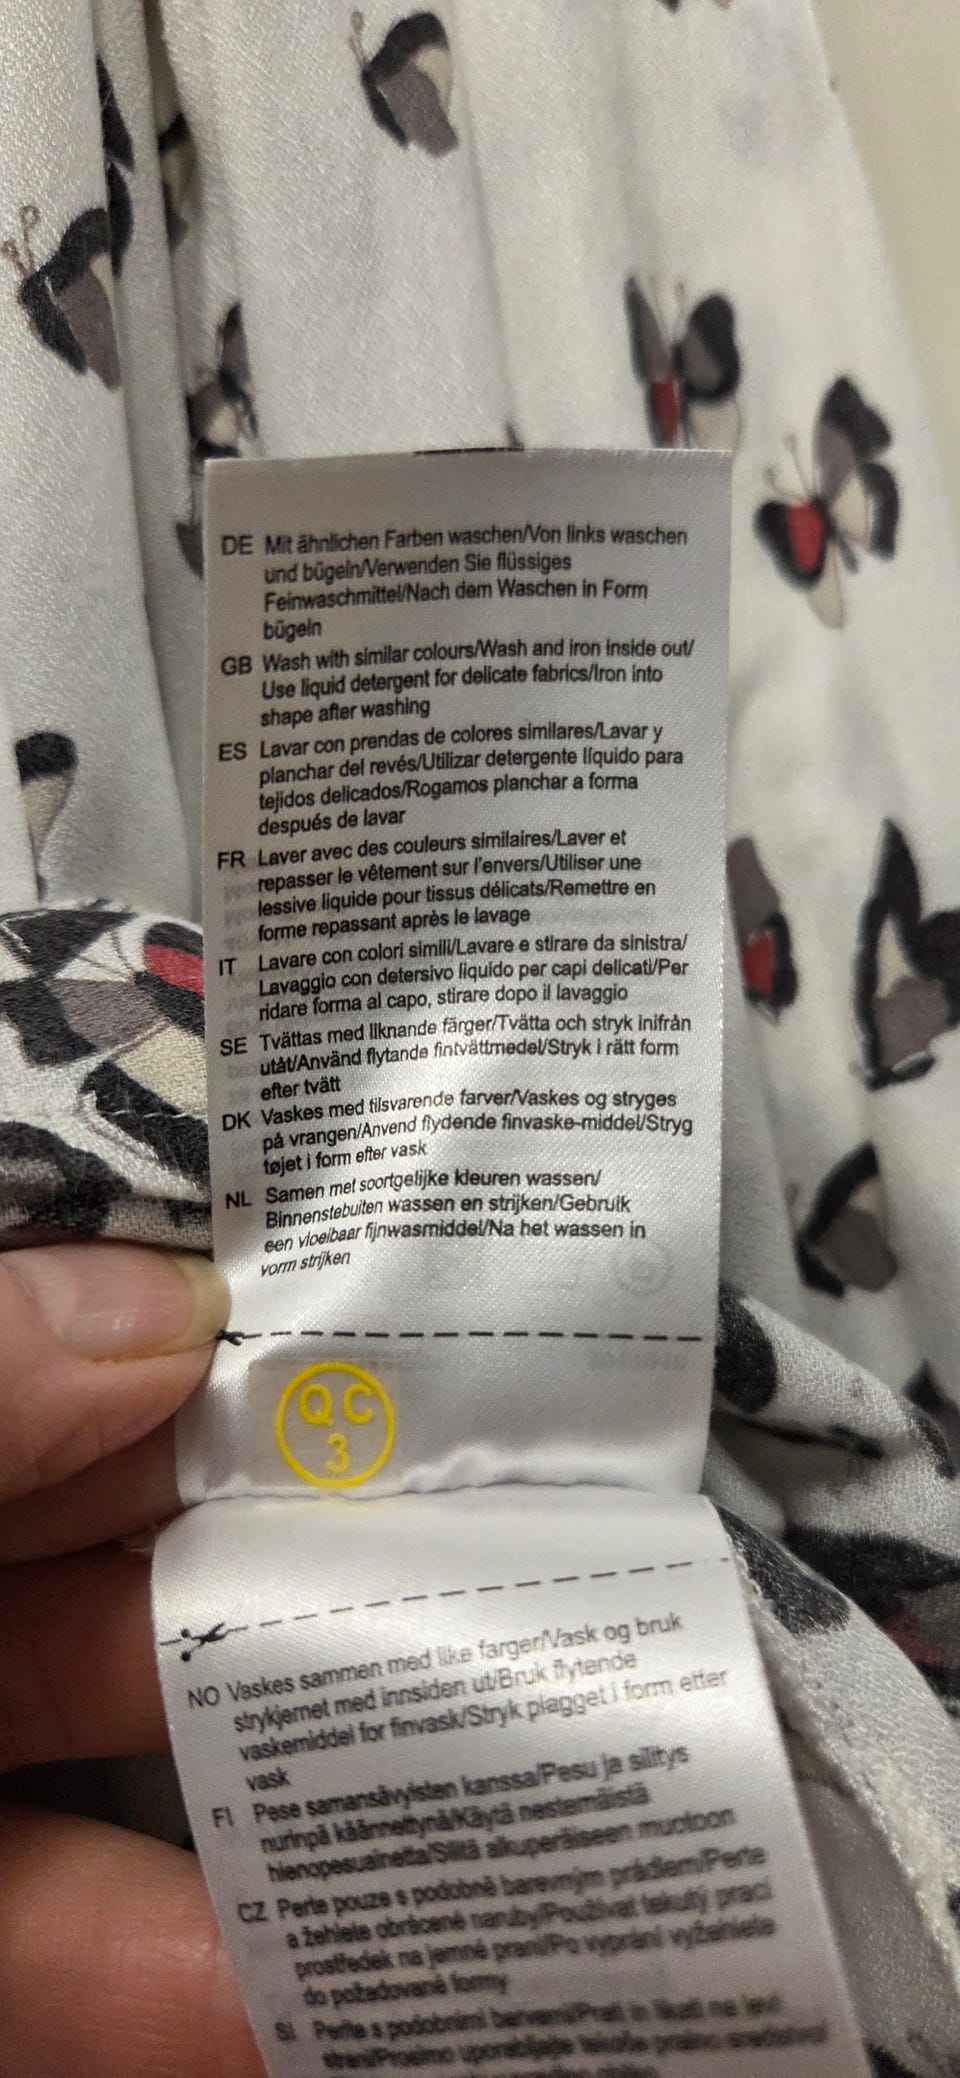 DE Mit ähnlichen Farben waschen/Von links waschen
und bügeln/Verwenden Sie flüssiges
Feinwaschmittel/Nach dem Waschen in Form
bügeln
GB Wash with similar colours/Wash and iron inside out/
Use liquid detergent for delicate fabrics/Iron into
shape after washing
ES Lavar con prendas de colores similares/Lavar y
planchar del revés/Utilizar detergente líquido para
tejidos delicados/Rogamos planchar a forma
después de lavar
FR Laver avec des couleurs similaires/Laver et
repasser le vêtement sur l'envers/Utiliser une
lessive liquide pour tissus délicats/Remettre en
forme repassant après le lavage
IT Lavare con colori simili/Lavare e stirare da sinistra/
Lavaggio con detersivo liquido per capi delicati/Per
ridare forma al capo, stirare dopo il lavaggio
SE Tvättas med liknande färger/Tvätta och stryk inifrån
utåt/Använd flytande fintvättmedel/Stryk i rätt form
efter tvätt
DK Vaskes med tilsvarende farver/Vaskes og stryges
på vrangen/Anvend flydende finvaske-middel/Stryg
tøjet i form efter vask
NL Samen met soortgelijke kleuren wassen/
Binnenstebuiten wassen en strijken/Gebruik
een vloeibaar fijnwasmiddel/Na het wassen in
vorm strijken
QC
3
NO Vaskes sammen med like farger/Vask og bruk
strykjernet med innsiden ut/Bruk flytende
vaskemiddel for finvask/Stryk plagget i form etter
vask
FI Pese samansävyisten kanssa/Pesu ja silitys
nurinpä käännettynä/Käytä nestemäistä
hienopesuainetta/Silitä alkuperäiseen muotoon
CZ Perte pouze s podobně barevným prádlem/Perte
a žehlete obrácené naruby/Používat tekutý prací
prostředek na jemné praní/Po vyprání vyžehlete
do požadované formy
SI Perite s podobnimi barvami/Prati in likati na levi
strani/Prosimo uporabljajte tekoče pralno sredstvo/